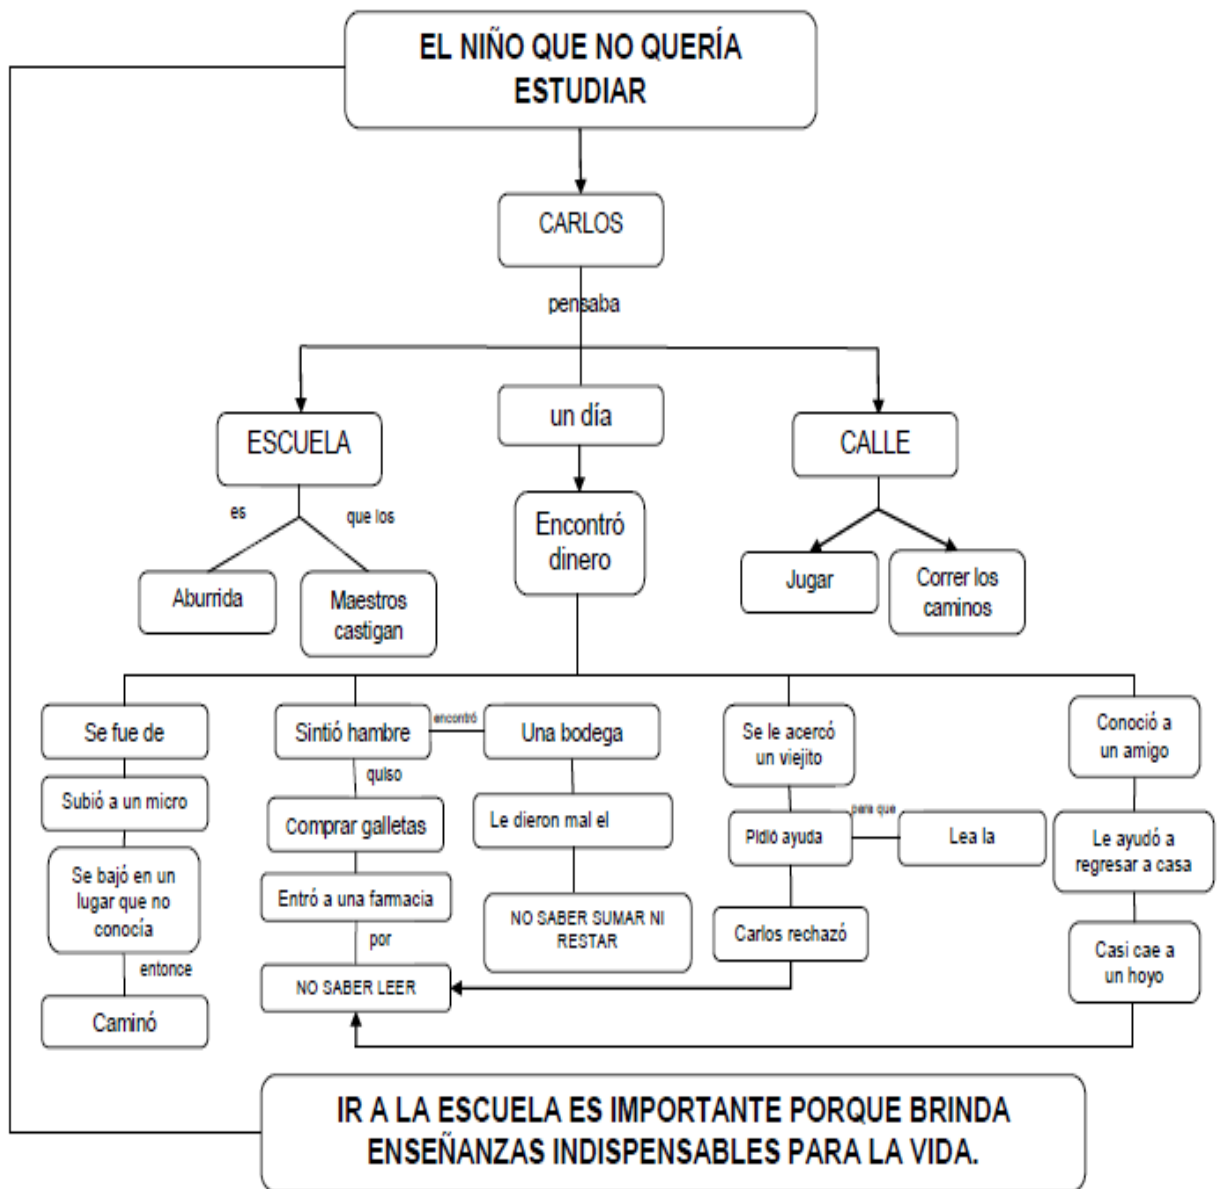 EL NIÑO QUE NO QUERÍA
ESTUDIAR
CARLOS
pensaba
ESCUELA
un día
CALLE
es
que los
Encontró
dinero
Aburrida
Maestros
castigan
Jugar
Correr los
caminos
Se fue de
Subió a un micro
Se bajó en un
lugar que no
conocía
entonce
Caminó
Sintió hambre
encontró
Una bodega
quiso
Comprar galletas
Entró a una farmacia
por
NO SABER LEER
Le dieron mal el
NO SABER SUMAR NI
RESTAR
Se le acercó
un viejito
Pidió ayuda
para que
Lea la
Carlos rechazó
Conoció a
un amigo
Le ayudó a
regresar a casa
Casi cae a
un hoyo
IR A LA ESCUELA ES IMPORTANTE PORQUE BRINDA
ENSEÑANZAS INDISPENSABLES PARA LA VIDA.